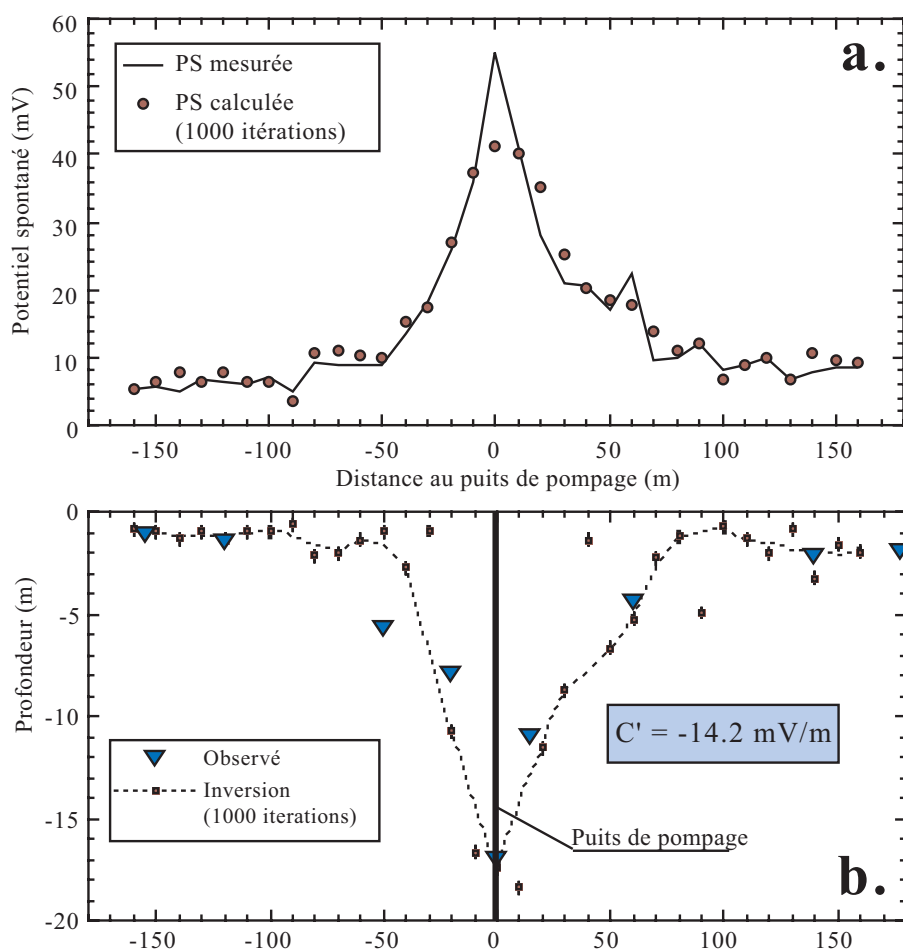 60
50
40
30
20
10
0
Potentiel spontané (mV)
PS mesurée
PS calculée
(1000 itérations)
a.
-150
-100
-50
0
50
100
150
Distance au puits de pompage (m)
0
-5
-10
-15
-20
Profondeur (m)
C' = -14.2 mV/m
Observé
Inversion
(1000 iterations)
Puits de pompage
b.
-150
-100
-50
0
50
100
150